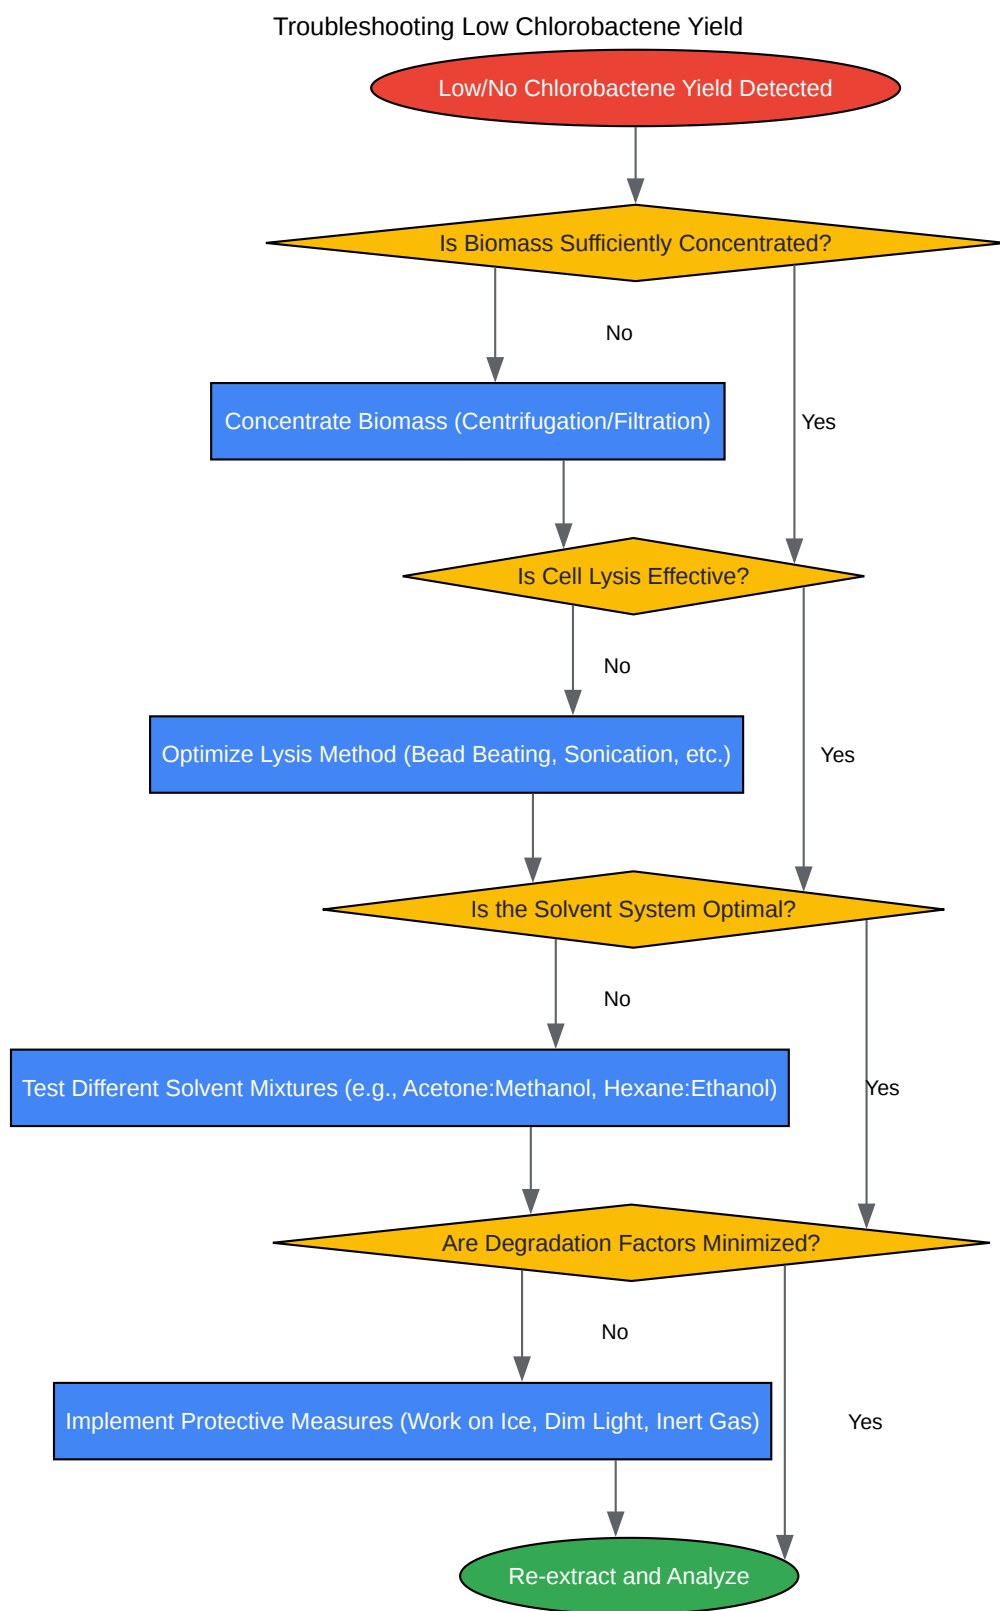 Troubleshooting Low Chlorobactene Yield
Low/No Chlorobactene Yield Detected
Is Biomass Sufficiently Concentrated?
No
Concentrate Biomass (Centrifugation/Filtration)
Yes
Is Cell Lysis Effective?
No
Optimize Lysis Method (Bead Beating, Sonication, etc.)
Yes
Is the Solvent System Optimal?
No
Test Different Solvent Mixtures (e.g., Acetone:Methanol, Hexane:Ethanol)
Yes
Are Degradation Factors Minimized?
No
Implement Protective Measures (Work on Ice, Dim Light, Inert Gas)
Yes
Re-extract and Analyze